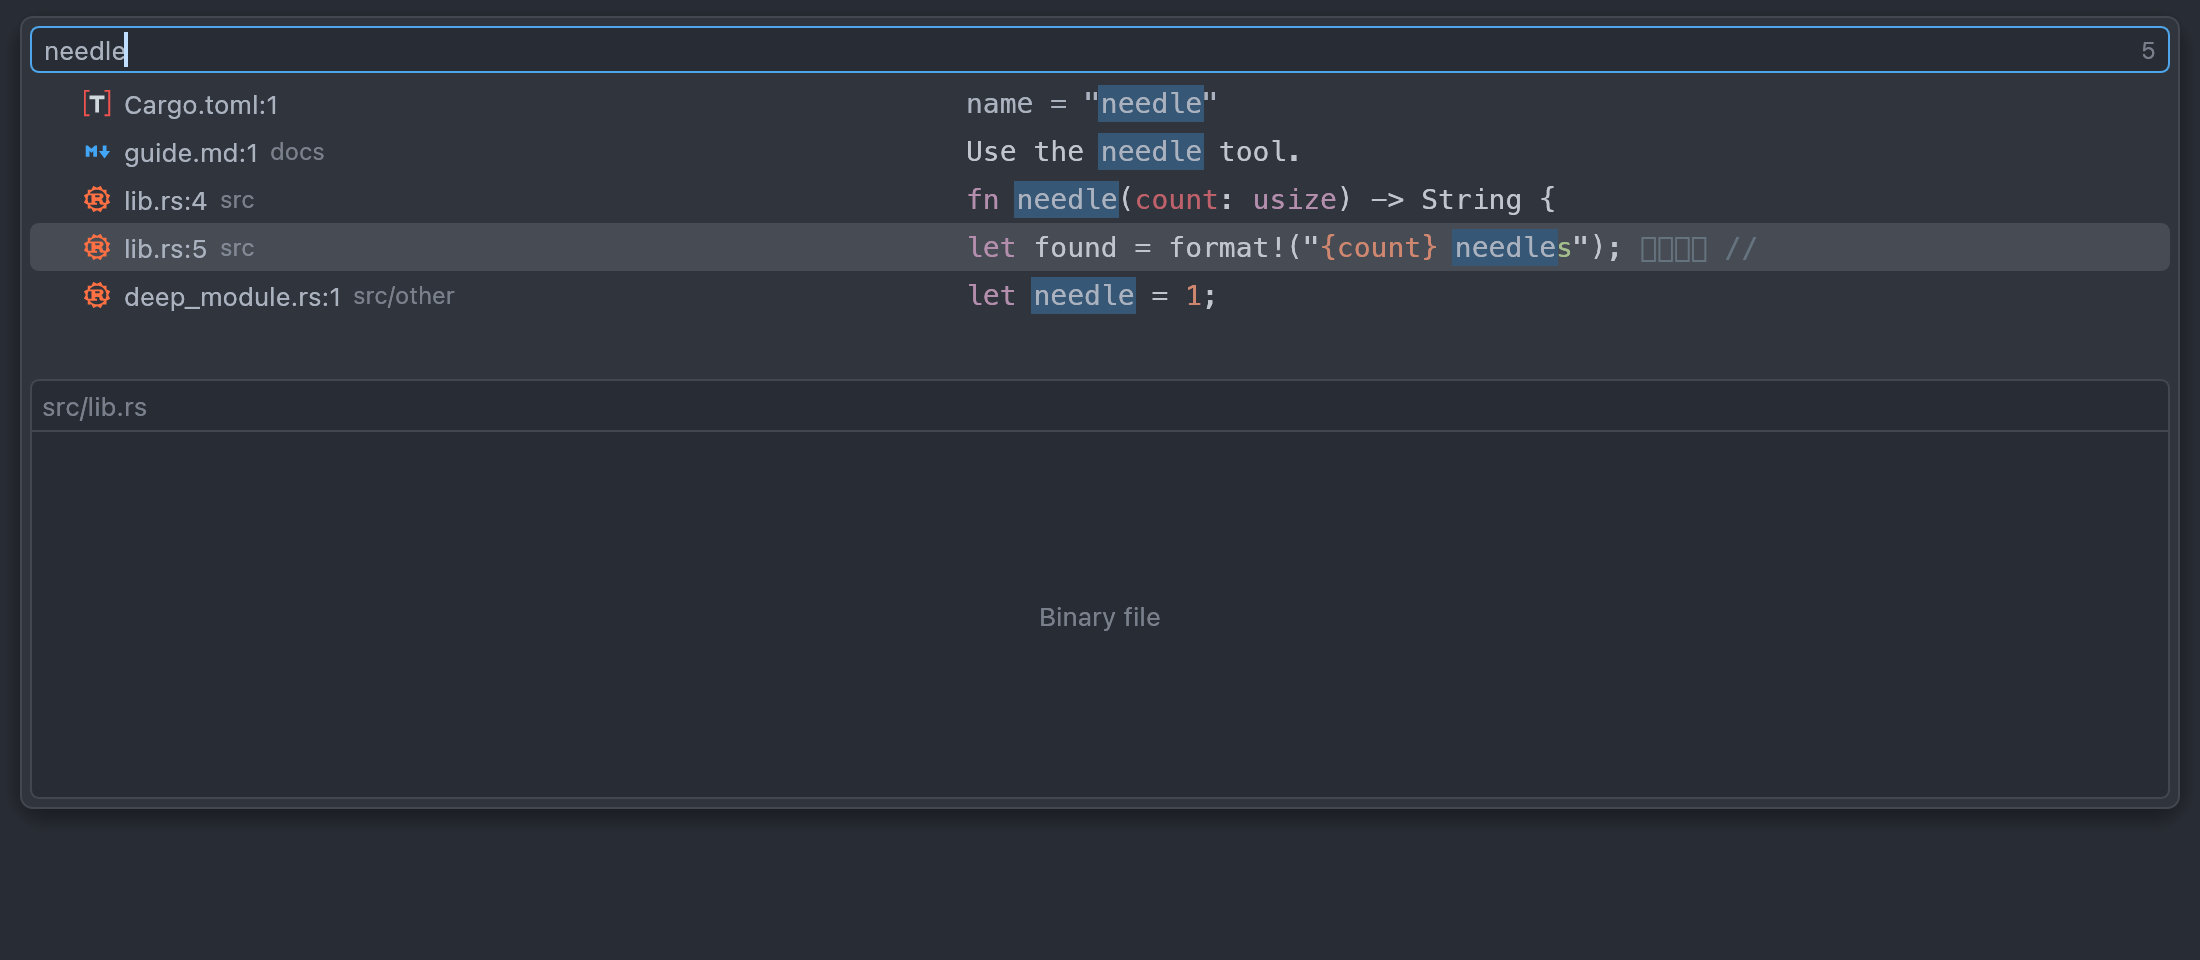 needle 5
Cargo.toml:1 name = "needle"
guide.md:1 docs Use the needle tool.
lib.rs:4 src fn needle(count: usize) -> String {
lib.rs:5 src let found = format!("{count} needles"); //
deep_module.rs:1 src/other let needle = 1;
src/lib.rs
Binary file